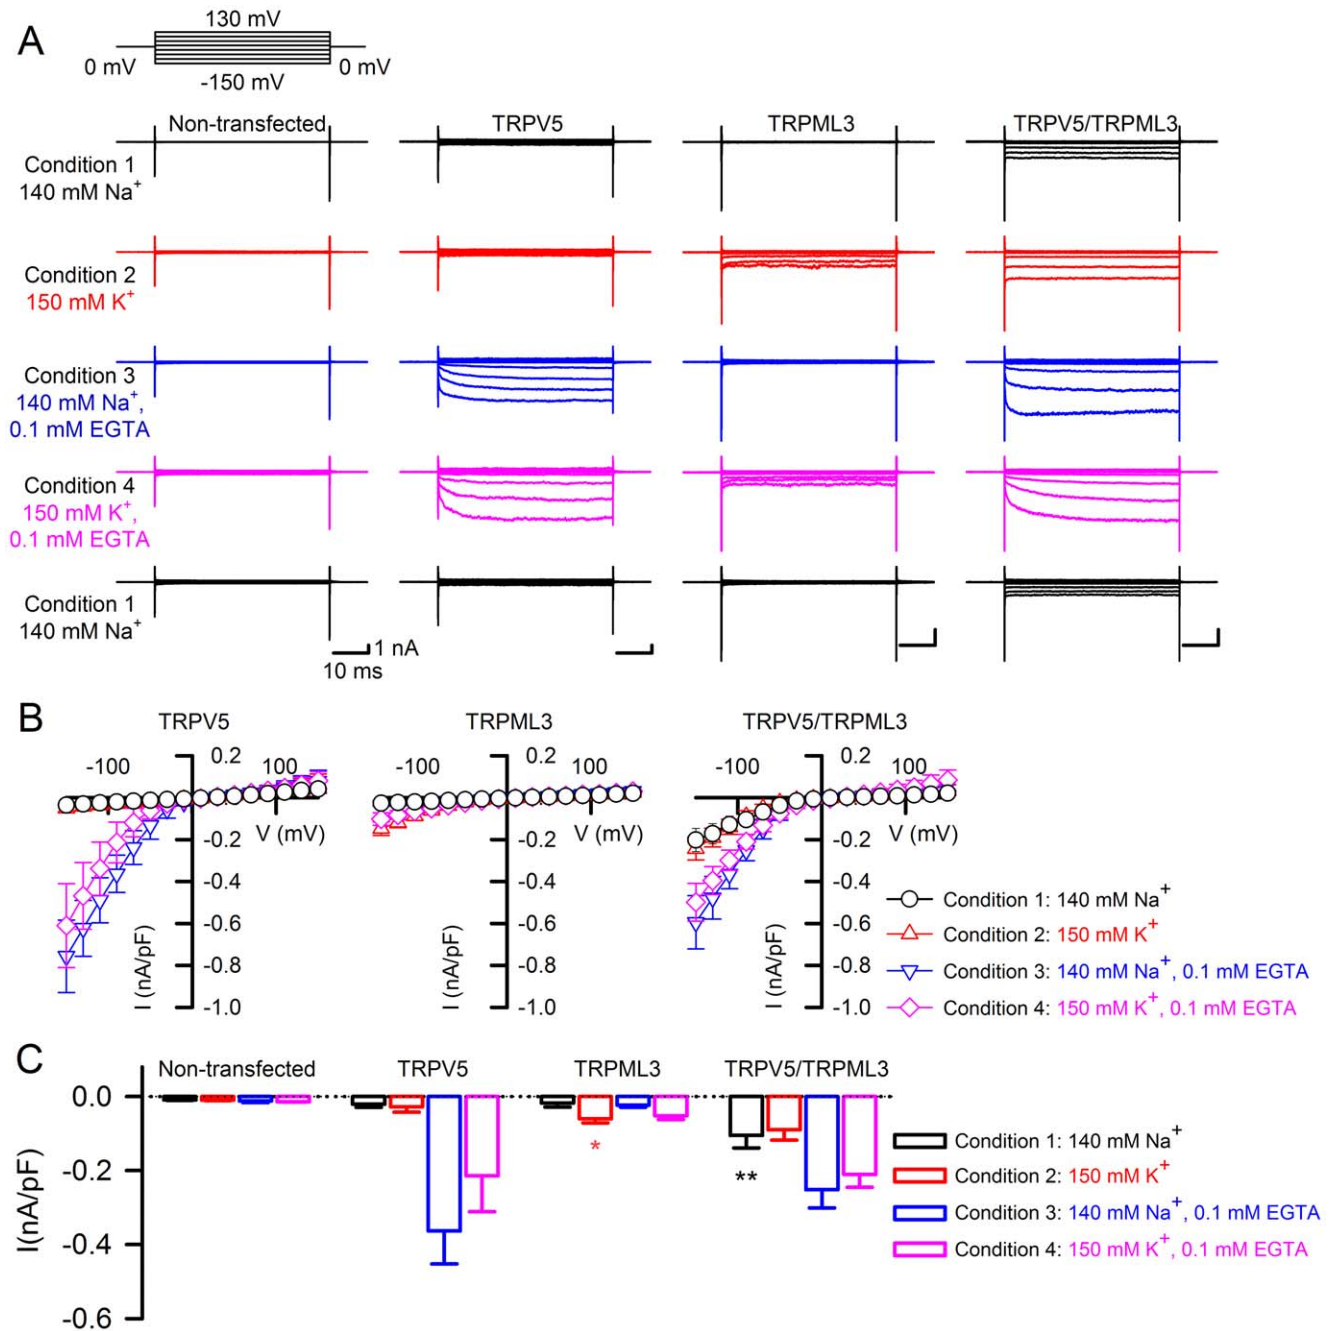 A
130 mV
0 mV
0 mV
-150 mV
Non-transfected
TRPV5
TRPML3
TRPV5/TRPML3
Condition 1
140 mM Na⁺
Condition 2
150 mM K⁺
Condition 3
140 mM Na⁺,
0.1 mM EGTA
Condition 4
150 mM K⁺,
0.1 mM EGTA
Condition 1
140 mM Na⁺
1 nA
10 ms
B
TRPV5
-100
0.2
100
V (mV)
-0.2
-0.4
-0.6
-0.8
-1.0
I (nA/pF)
TRPML3
-100
0.2
100
V (mV)
-0.2
-0.4
-0.6
-0.8
-1.0
I (nA/pF)
TRPV5/TRPML3
-100
0.2
100
V (mV)
-0.2
-0.4
-0.6
-0.8
-1.0
I (nA/pF)
Condition 1: 140 mM Na⁺
Condition 2: 150 mM K⁺
Condition 3: 140 mM Na⁺, 0.1 mM EGTA
Condition 4: 150 mM K⁺, 0.1 mM EGTA
C
Non-transfected
TRPV5
TRPML3
TRPV5/TRPML3
0.0
-0.2
-0.4
-0.6
I(nA/pF)
*
**
Condition 1: 140 mM Na⁺
Condition 2: 150 mM K⁺
Condition 3: 140 mM Na⁺, 0.1 mM EGTA
Condition 4: 150 mM K⁺, 0.1 mM EGTA